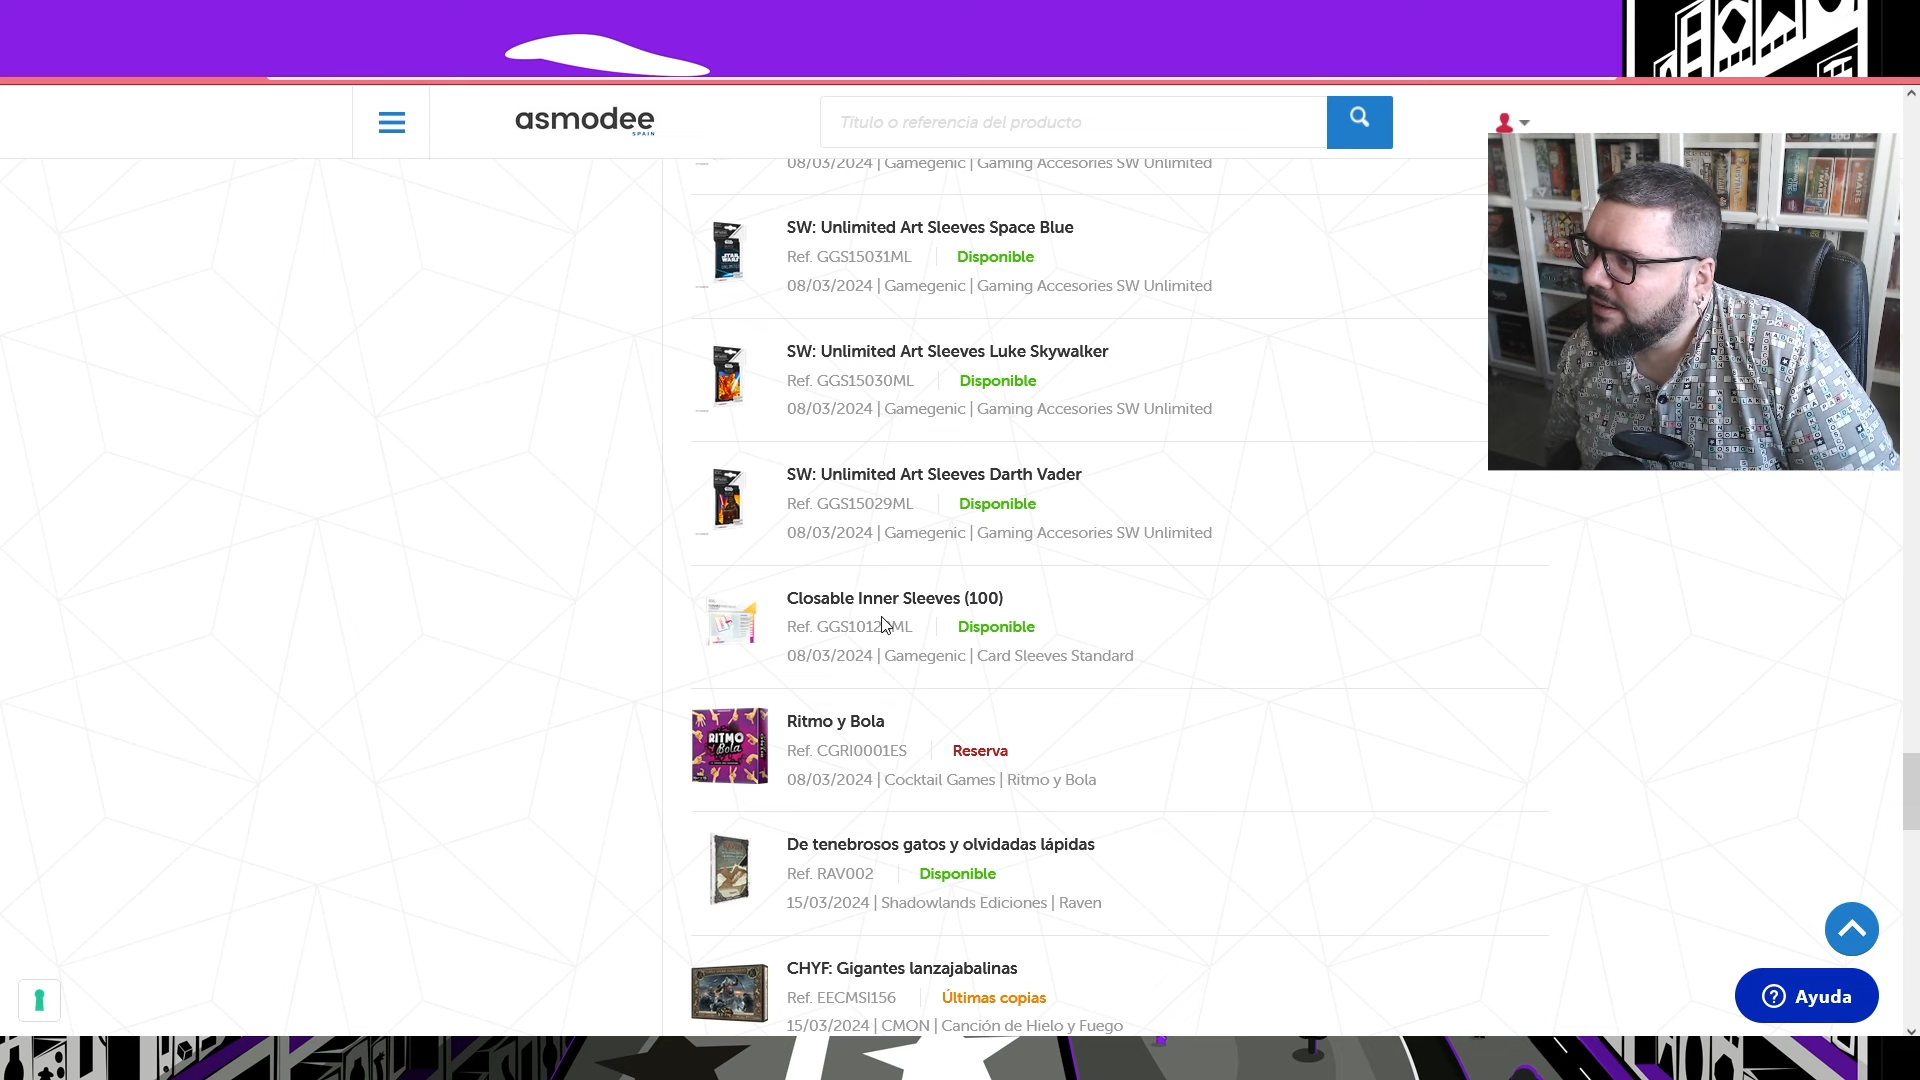 asmodee
SPAIN
Título o referencia del producto
08/03/2024 | Gamegenic | Gaming Accesories SW Unlimited
SW: Unlimited Art Sleeves Space Blue
Ref. GGS15031ML
Disponible
08/03/2024 | Gamegenic | Gaming Accesories SW Unlimited
SW: Unlimited Art Sleeves Luke Skywalker
Ref. GGS15030ML
Disponible
08/03/2024 | Gamegenic | Gaming Accesories SW Unlimited
SW: Unlimited Art Sleeves Darth Vader
Ref. GGS15029ML
Disponible
08/03/2024 | Gamegenic | Gaming Accesories SW Unlimited
Closable Inner Sleeves (100)
Ref.
Disponible
08/03/2024 | Gamegenic | Card Sleeves Standard
RITMO
y Bola
Ritmo y Bola
Ref. CGRI0001ES
Reserva
08/03/2024 | Cocktail Games | Ritmo y Bola
De tenebrosos gatos y olvidadas lápidas
Ref. RAV002
Disponible
15/03/2024 | Shadowlands Ediciones | Raven
CHYF: Gigantes lanzajabalinas
Ref. EECMSI156
Últimas copias
15/03/2024 | CMON | Canción de Hielo y Fuego
MARS
Ayuda